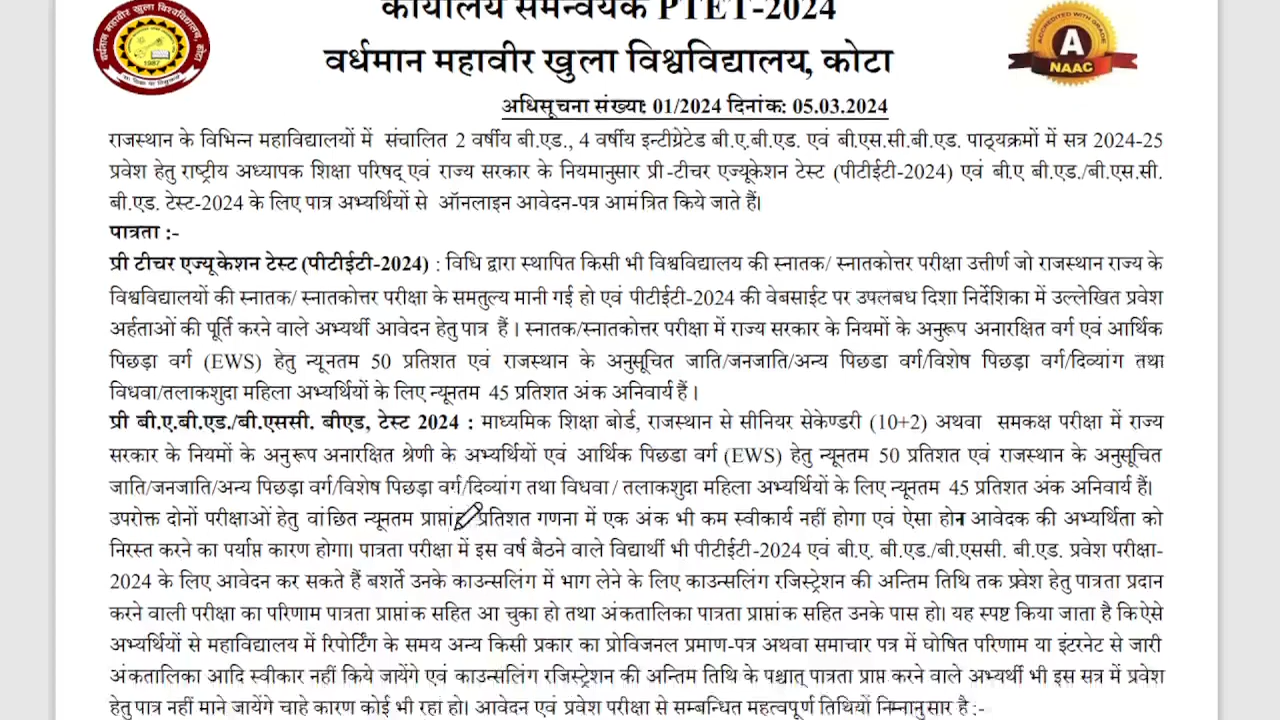 कार्यालय समन्वयक PTET-2024
वर्धमान महावीर खुला विश्वविद्यालय, कोटा
ACCREDITED WITH GRADE
A
NAAC
1987
अधिसूचना संख्या: 01/2024 दिनांक: 05.03.2024
राजस्थान के विभिन्न महाविद्यालयों में संचालित 2 वर्षीय बी.एड., 4 वर्षीय इन्टीग्रेटेड बी.ए.बी.एड. एवं बी.एस.सी.बी.एड. पाठ्यक्रमों में सत्र 2024-25
प्रवेश हेतु राष्ट्रीय अध्यापक शिक्षा परिषद् एवं राज्य सरकार के नियमानुसार प्री-टीचर एज्यूकेशन टेस्ट (पीटीईटी-2024) एवं बी.ए बी.एड./बी.एस.सी.
बी.एड. टेस्ट-2024 के लिए पात्र अभ्यर्थियों से ऑनलाइन आवेदन-पत्र आमंत्रित किये जाते हैं।
पात्रता :-
प्री टीचर एज्यूकेशन टेस्ट (पीटीईटी-2024) : विधि द्वारा स्थापित किसी भी विश्वविद्यालय की स्नातक/ स्नातकोत्तर परीक्षा उत्तीर्ण जो राजस्थान राज्य के
विश्वविद्यालयों की स्नातक/ स्नातकोत्तर परीक्षा के समतुल्य मानी गई हो एवं पीटीईटी-2024 की वेबसाईट पर उपलबध दिशा निर्देशिका में उल्लेखित प्रवेश
अर्हताओं की पूर्ति करने वाले अभ्यर्थी आवेदन हेतु पात्र हैं । स्नातक/स्नातकोत्तर परीक्षा में राज्य सरकार के नियमों के अनुरूप अनारक्षित वर्ग एवं आर्थिक
पिछड़ा वर्ग (EWS) हेतु न्यूनतम 50 प्रतिशत एवं राजस्थान के अनुसूचित जाति/जनजाति/अन्य पिछडा वर्ग/विशेष पिछड़ा वर्ग/दिव्यांग तथा
विधवा/तलाकशुदा महिला अभ्यर्थियों के लिए न्यूनतम 45 प्रतिशत अंक अनिवार्य हैं ।
प्री बी.ए.बी.एड./बी.एससी. बीएड, टेस्ट 2024 : माध्यमिक शिक्षा बोर्ड, राजस्थान से सीनियर सेकेण्डरी (10+2) अथवा समकक्ष परीक्षा में राज्य
सरकार के नियमों के अनुरूप अनारक्षित श्रेणी के अभ्यर्थियों एवं आर्थिक पिछडा वर्ग (EWS) हेतु न्यूनतम 50 प्रतिशत एवं राजस्थान के अनुसूचित
जाति/जनजाति/अन्य पिछड़ा वर्ग/विशेष पिछड़ा वर्ग/दिव्यांग तथा विधवा / तलाकशुदा महिला अभ्यर्थियों के लिए न्यूनतम 45 प्रतिशत अंक अनिवार्य हैं।
उपरोक्त दोनों परीक्षाओं हेतु वांछित न्यूनतम प्रतिशत गणना में एक अंक भी कम स्वीकार्य नहीं होगा एवं ऐसा होन आवेदक की अभ्यर्थिता को
निरस्त करने का पर्याप्त कारण होगा। पात्रता परीक्षा में इस वर्ष बैठने वाले विद्यार्थी भी पीटीईटी-2024 एवं बी.ए. बी.एड./बी.एससी. बी.एड. प्रवेश परीक्षा-
2024 के लिए आवेदन कर सकते हैं बशर्ते उनके काउन्सलिंग में भाग लेने के लिए काउन्सलिंग रजिस्ट्रेशन की अन्तिम तिथि तक प्रवेश हेतु पात्रता प्रदान
करने वाली परीक्षा का परिणाम पात्रता प्राप्तांक सहित आ चुका हो तथा अंकतालिका पात्रता प्राप्तांक सहित उनके पास हो। यह स्पष्ट किया जाता है कि ऐसे
अभ्यर्थियों से महाविद्यालय में रिपोर्टिंग के समय अन्य किसी प्रकार का प्रोविजनल प्रमाण-पत्र अथवा समाचार पत्र में घोषित परिणाम या इंटरनेट से जारी
अंकतालिका आदि स्वीकार नहीं किये जायेंगे एवं काउन्सलिंग रजिस्ट्रेशन की अन्तिम तिथि के पश्चात् पात्रता प्राप्त करने वाले अभ्यर्थी भी इस सत्र में प्रवेश
हेतु पात्र नहीं माने जायेंगे चाहे कारण कोई भी रहा हो। आवेदन एवं प्रवेश परीक्षा से सम्बन्धित महत्वपूर्ण तिथियों निम्नानुसार है :-